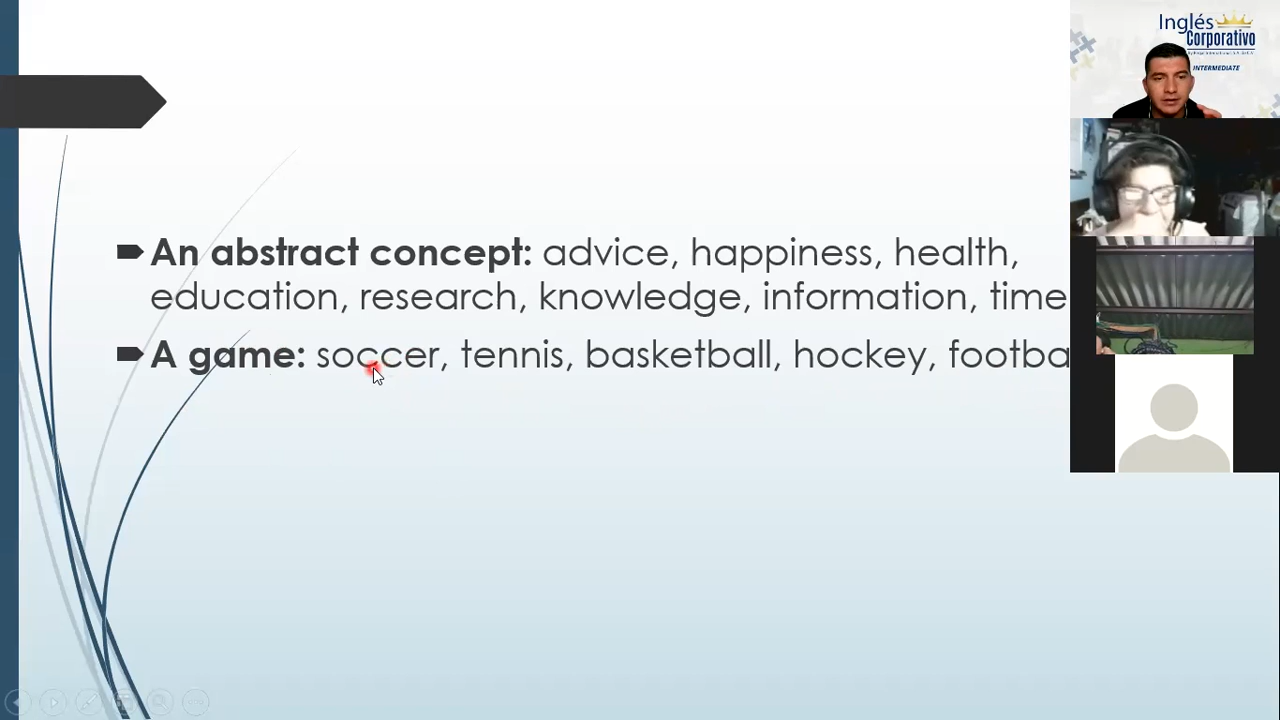 An abstract concept: advice, happiness, health,
education, research, knowledge, information, time
A game: soccer, tennis, basketball, hockey, footba
Inglés
Corporativo
INTERMEDIATE